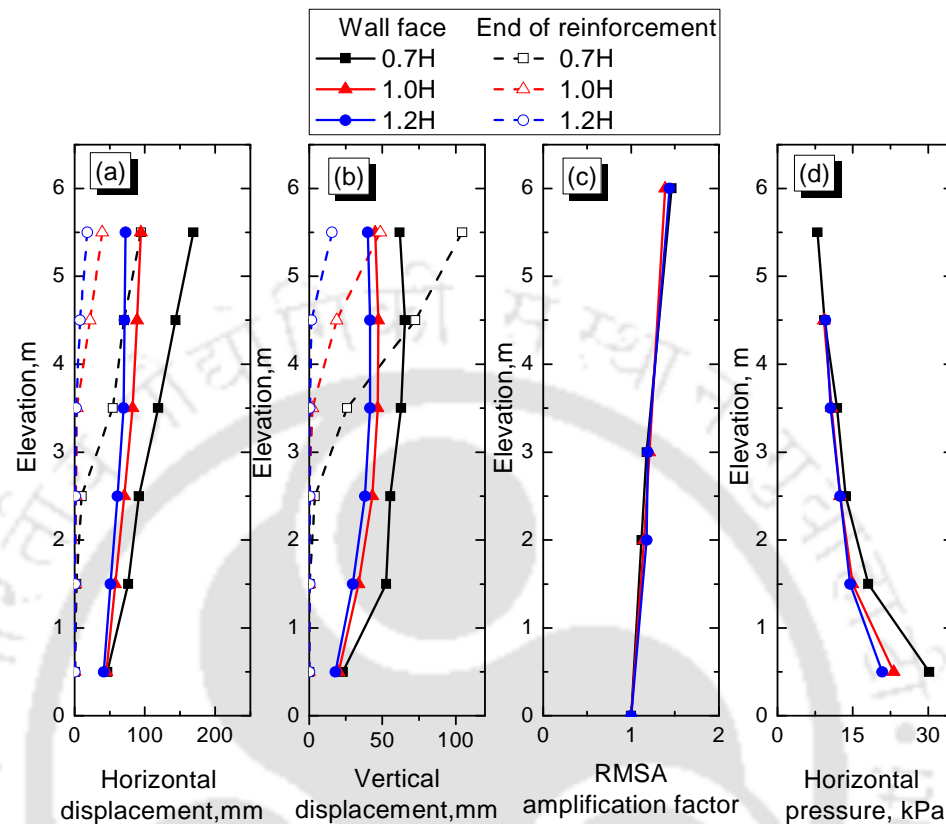 Wall face End of reinforcement
0.7H 0.7H
1.0H 1.0H
1.2H 1.2H
(a)
6
5
4
3
2
1
0
0 100 200
Elevation,m
Horizontal
displacement,mm
(b)
6
5
4
3
2
1
0
0 50 100
Elevation,m
Vertical
displacement,mm
(c)
6
5
4
3
2
1
0
0 1 2
Elevation,m
RMSA
amplification factor
(d)
6
5
4
3
2
1
0
0 15 30
Elevation, m
Horizontal
pressure, kPa